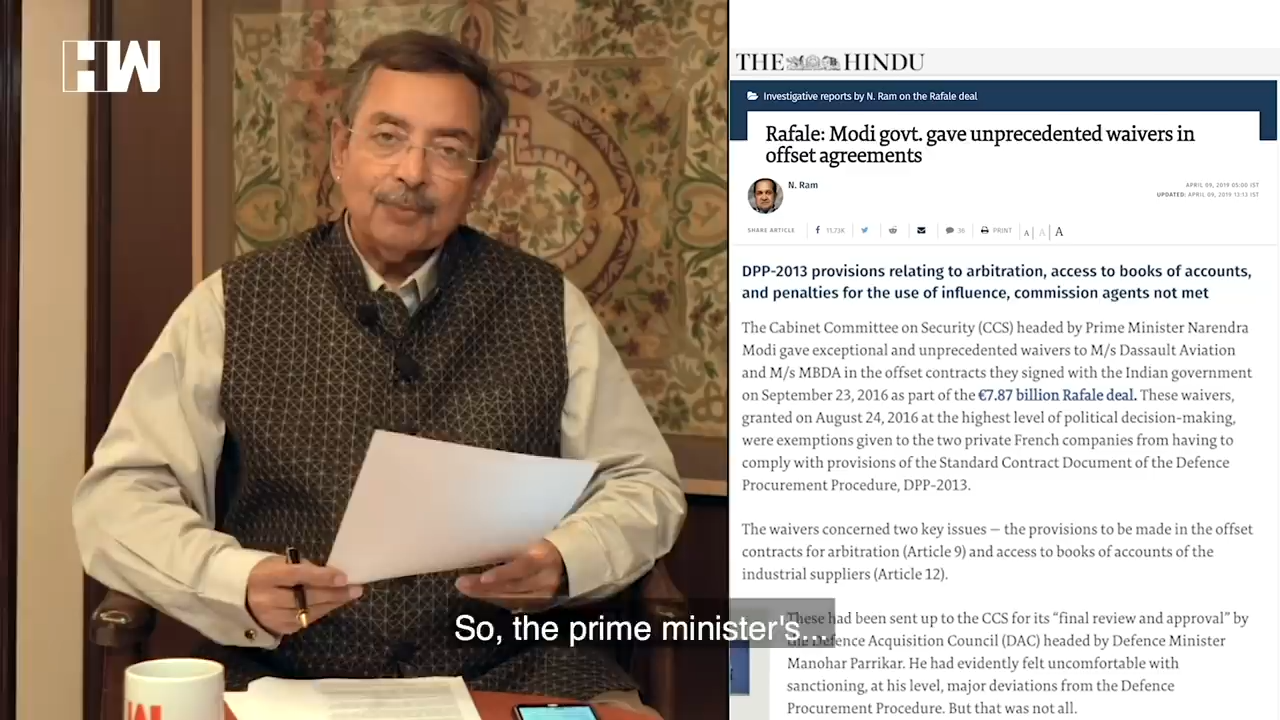 HW
THE HINDU
Investigative reports by N. Ram on the Rafale deal
Rafale: Modi govt. gave unprecedented waivers in
offset agreements
N. Ram
APRIL 09, 2019 05:00 IST
UPDATED: APRIL 09, 2019 13:13 IST
SHARE ARTICLE 11.73K 36 PRINT A | A | A
DPP-2013 provisions relating to arbitration, access to books of accounts,
and penalties for the use of influence, commission agents not met
The Cabinet Committee on Security (CCS) headed by Prime Minister Narendra
Modi gave exceptional and unprecedented waivers to M/s Dassault Aviation
and M/s MBDA in the offset contracts they signed with the Indian government
on September 23, 2016 as part of the €7.87 billion Rafale deal. These waivers,
granted on August 24, 2016 at the highest level of political decision-making,
were exemptions given to the two private French companies from having to
comply with provisions of the Standard Contract Document of the Defence
Procurement Procedure, DPP-2013.
The waivers concerned two key issues — the provisions to be made in the offset
contracts for arbitration (Article 9) and access to books of accounts of the
industrial suppliers (Article 12).
These had been sent up to the CCS for its “final review and approval” by
the Defence Acquisition Council (DAC) headed by Defence Minister
Manohar Parrikar. He had evidently felt uncomfortable with
sanctioning, at his level, major deviations from the Defence
Procurement Procedure. But that was not all.
So, the prime minister's...